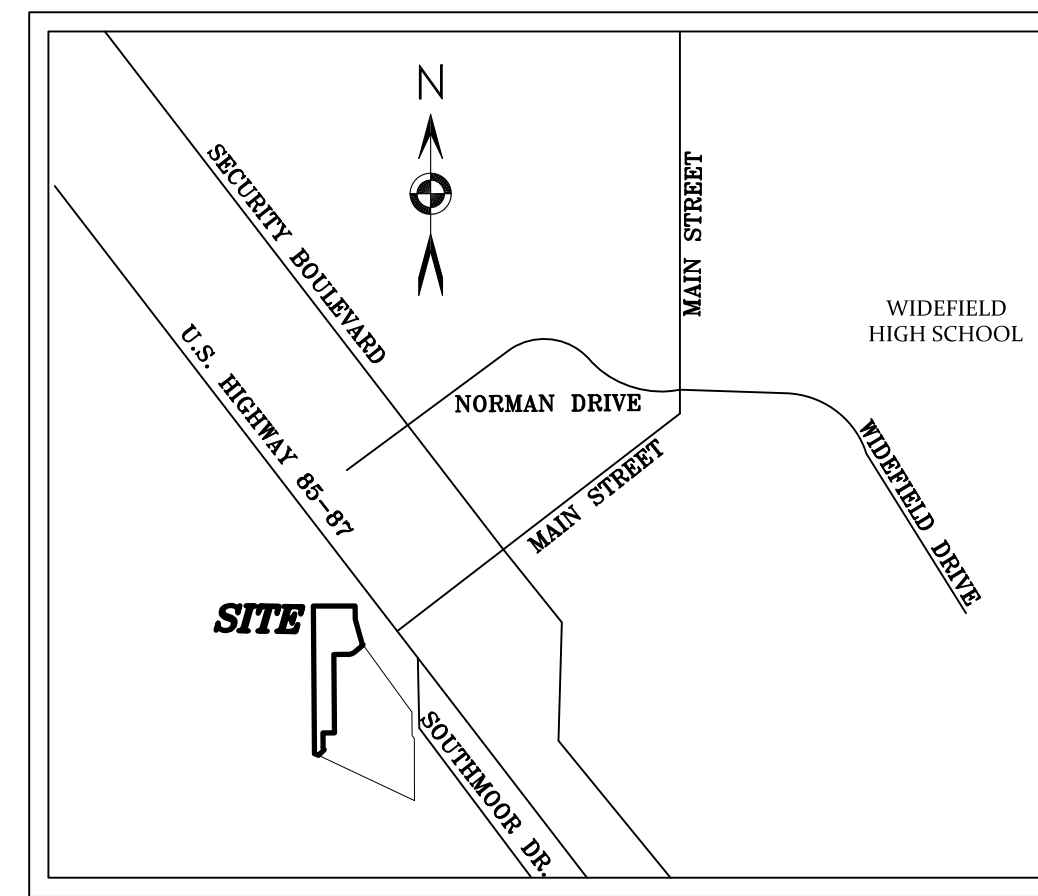 N
SECURITY BOULEVARD
MAIN STREET
WIDEFIELD
HIGH SCHOOL
U.S. HIGHWAY 85-87
NORMAN DRIVE
MAIN STREET
WIDEFIELD DRIVE
SITE
SOUTHMOOR DR.